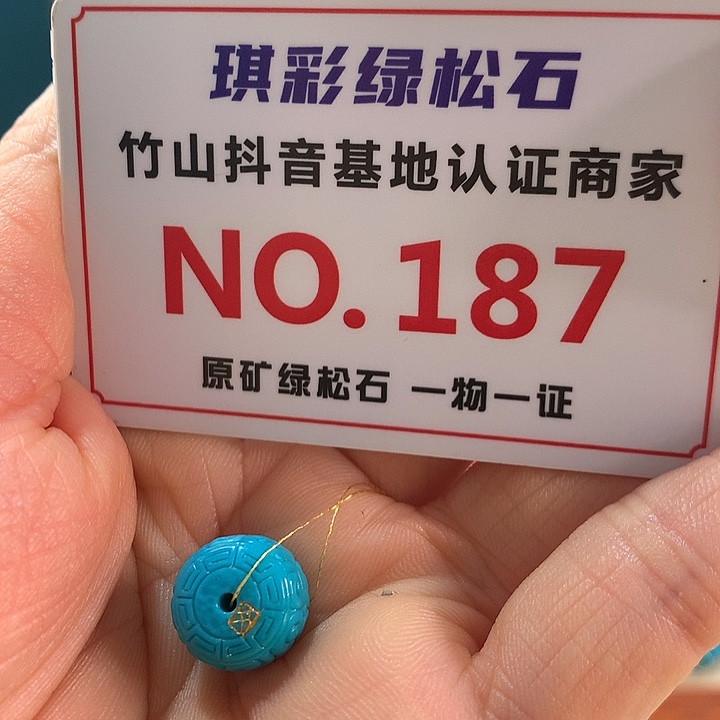 琪彩绿松石
竹山抖音基地认证商家
NO.187
原矿绿松石 一物一证